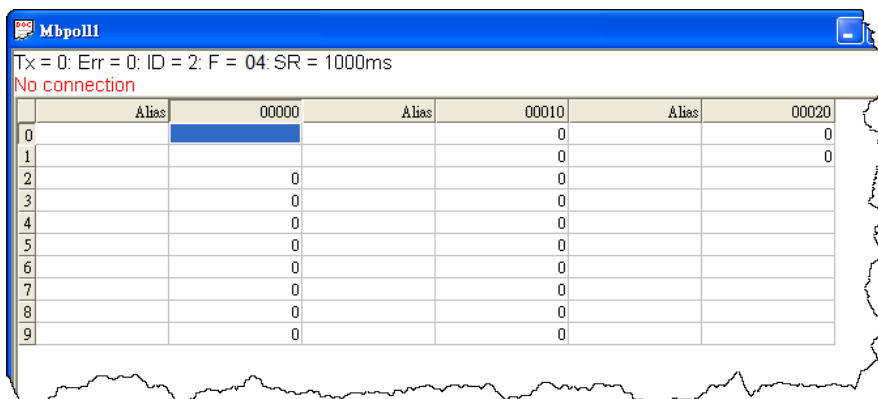 DOC Mbpoll1
Tx = 0: Err = 0: ID = 2: F = 04: SR = 1000ms
No connection
Alias 00000 Alias 00010 Alias 00020
0 0 0
1 0 0
2 0 0
3 0 0
4 0 0
5 0 0
6 0 0
7 0 0
8 0 0
9 0 0